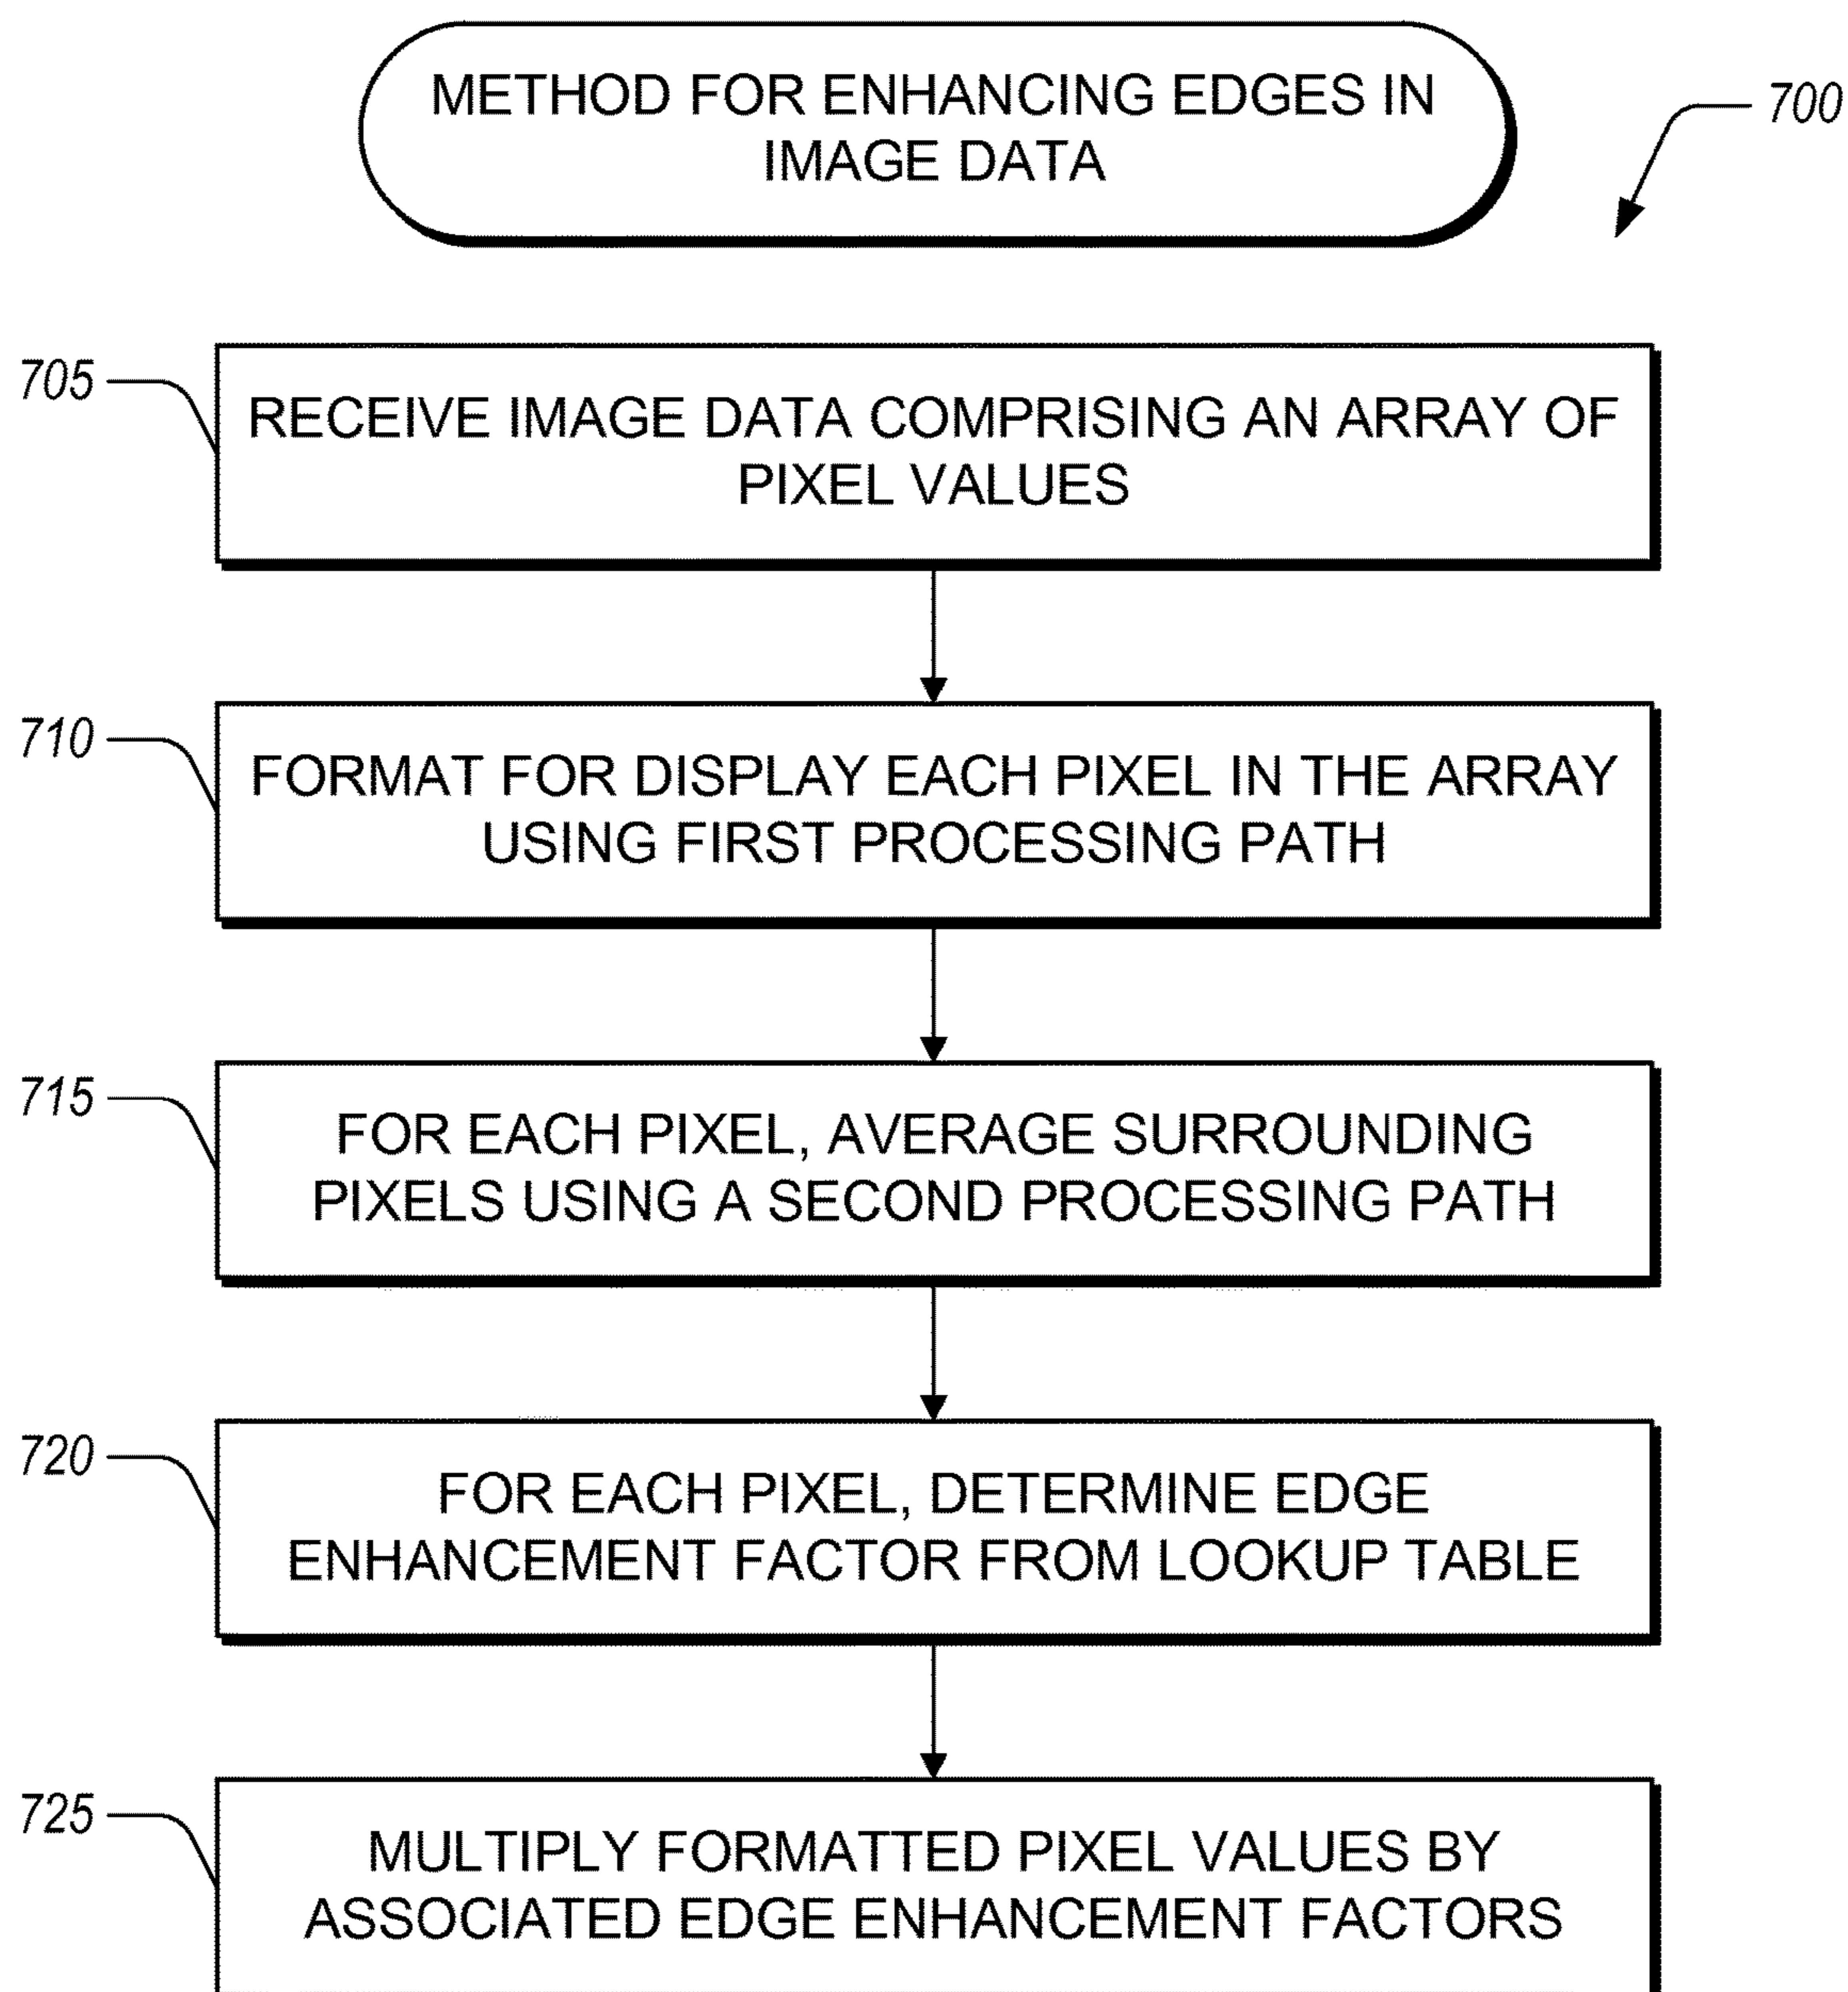 METHOD FOR ENHANCING EDGES IN
IMAGE DATA
700
705
RECEIVE IMAGE DATA COMPRISING AN ARRAY OF
PIXEL VALUES
710
FORMAT FOR DISPLAY EACH PIXEL IN THE ARRAY
USING FIRST PROCESSING PATH
715
FOR EACH PIXEL, AVERAGE SURROUNDING
PIXELS USING A SECOND PROCESSING PATH
720
FOR EACH PIXEL, DETERMINE EDGE
ENHANCEMENT FACTOR FROM LOOKUP TABLE
725
MULTIPLY FORMATTED PIXEL VALUES BY
ASSOCIATED EDGE ENHANCEMENT FACTORS